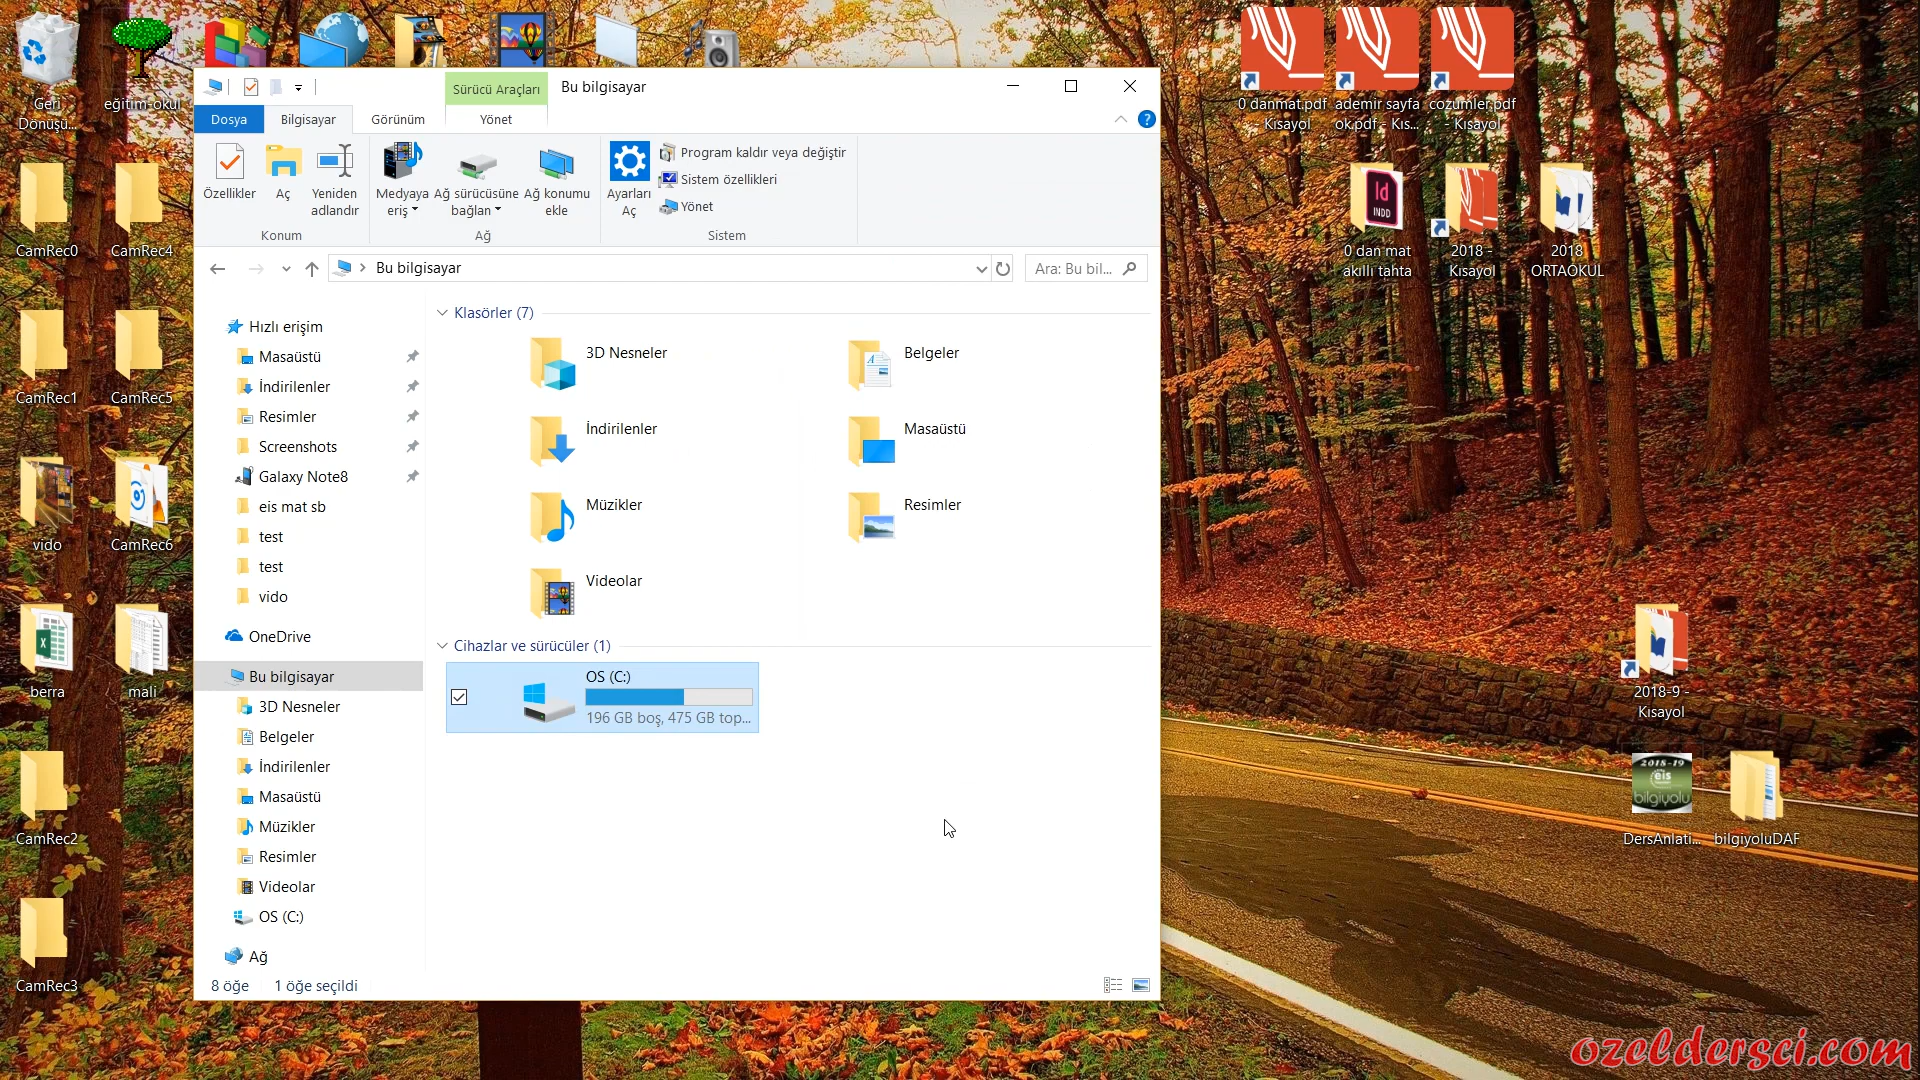 Geri
Dönüşü...
eğitim-okul
CamRec0
CamRec4
CamRec1
CamRec5
vido
CamRec6
berra
mali
CamRec2
CamRec3
Sürücü Araçları
Bu bilgisayar
Dosya
Bilgisayar
Görünüm
Yönet
Özellikler
Aç
Yeniden
adlandır
Konum
Medyaya
eriş
Ağ sürücüsüne
bağlan
Ağ konumu
ekle
Ağ
Ayarları
Aç
Program kaldır veya değiştir
Sistem özellikleri
Yönet
Sistem
Bu bilgisayar
Ara: Bu bil...
Hızlı erişim
Masaüstü
İndirilenler
Resimler
Screenshots
Galaxy Note8
eis mat sb
test
test
vido
OneDrive
Bu bilgisayar
3D Nesneler
Belgeler
İndirilenler
Masaüstü
Müzikler
Resimler
Videolar
OS (C:)
Ağ
Klasörler (7)
3D Nesneler
Belgeler
İndirilenler
Masaüstü
Müzikler
Resimler
Videolar
Cihazlar ve sürücüler (1)
OS (C:)
196 GB boş, 475 GB top...
8 öğe
1 öğe seçildi
0 danmat.pdf
- Kısayol
ademir sayfa
ok.pdf - Kıs...
cozumler.pdf
- Kısayol
Id
INDD
0 dan mat
akıllı tahta
2018 -
Kısayol
2018
ORTAOKUL
2018-9 -
Kısayol
2018-19
eis
bilgiyolu
DersAnlati...
bilgiyoluDAF
ozeldersci.com